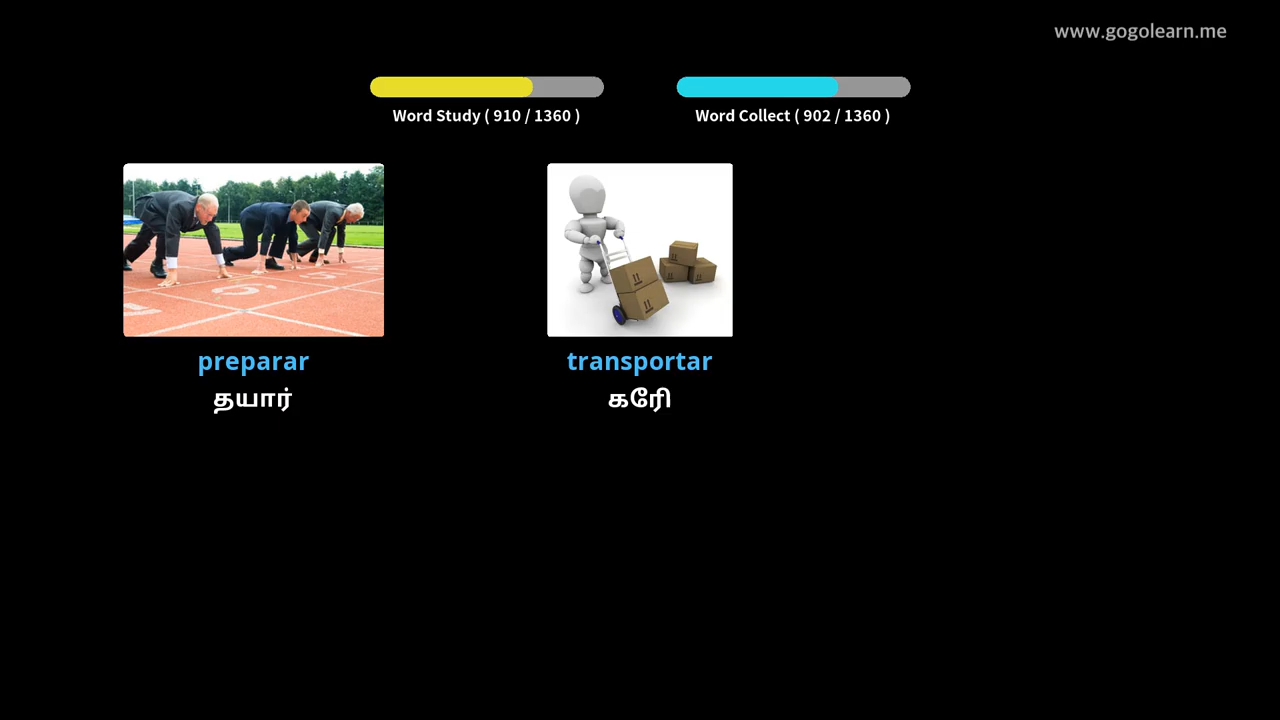 www.gogolearn.me
Word Study ( 910 / 1360 )
Word Collect ( 902 / 1360 )
preparar
தயார்
transportar
கரேி